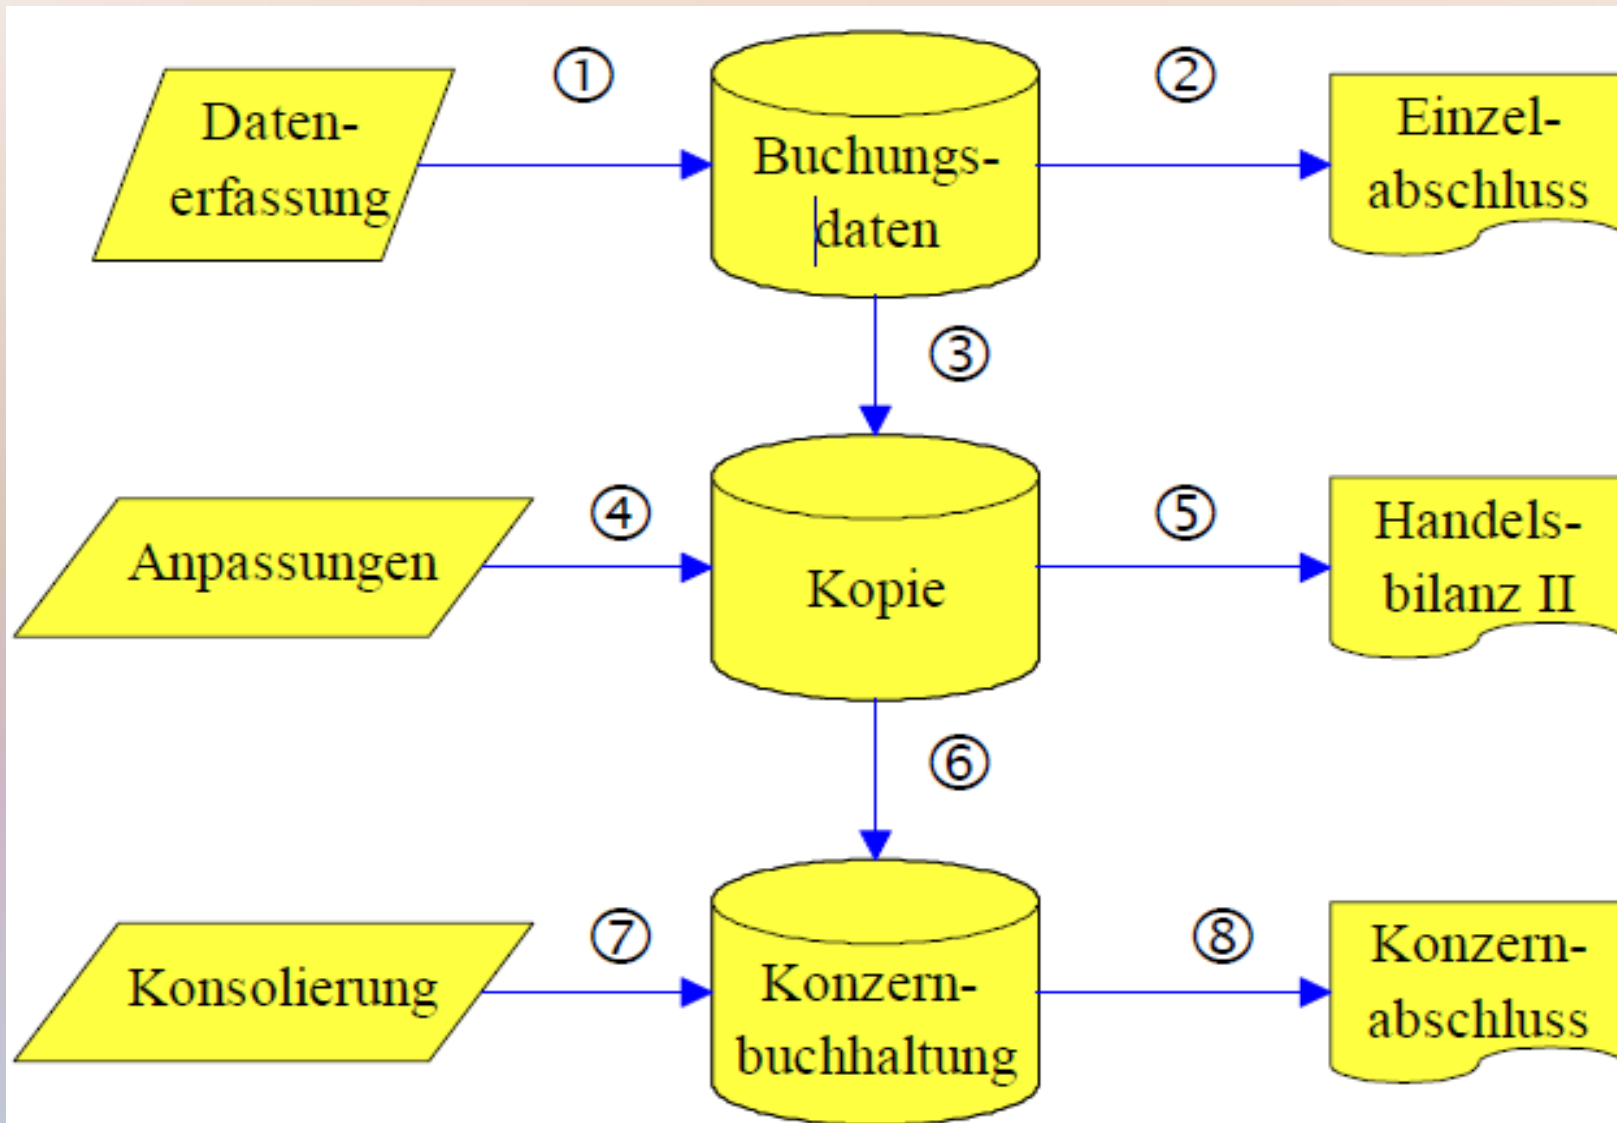 ①
②
Daten-
erfassung
Buchungs-
daten
Einzel-
abschluss
③
④
⑤
Anpassungen
Kopie
Handels-
bilanz II
⑥
⑦
⑧
Konsolierung
Konzern-
buchhaltung
Konzern-
abschluss